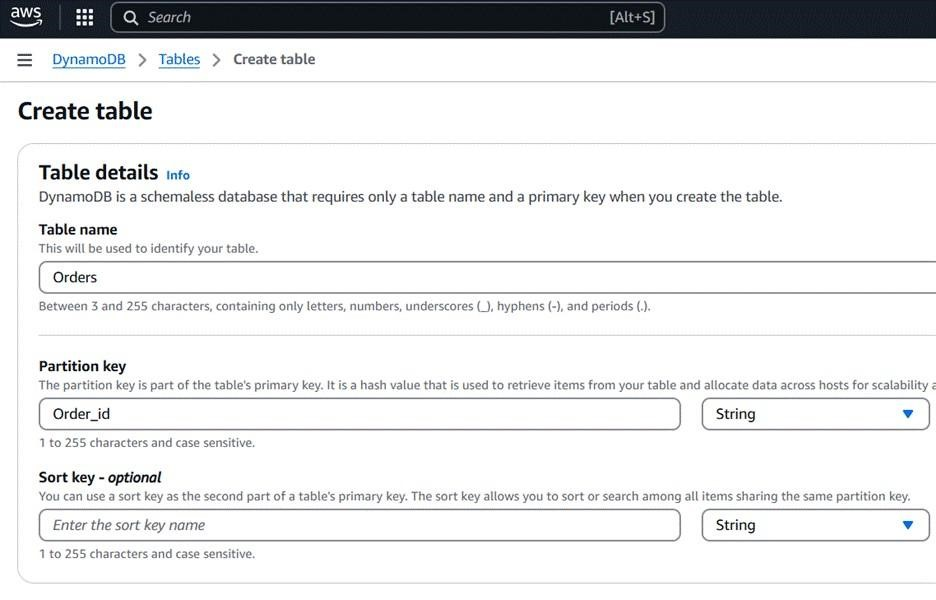 aws
Search [Alt+S]
DynamoDB > Tables > Create table
Create table
Table details Info
DynamoDB is a schemaless database that requires only a table name and a primary key when you create the table.
Table name
This will be used to identify your table.
Orders
Between 3 and 255 characters, containing only letters, numbers, underscores (_), hyphens (-), and periods (.).
Partition key
The partition key is part of the table's primary key. It is a hash value that is used to retrieve items from your table and allocate data across hosts for scalability a
Order_id String
1 to 255 characters and case sensitive.
Sort key - optional
You can use a sort key as the second part of a table's primary key. The sort key allows you to sort or search among all items sharing the same partition key.
Enter the sort key name String
1 to 255 characters and case sensitive.